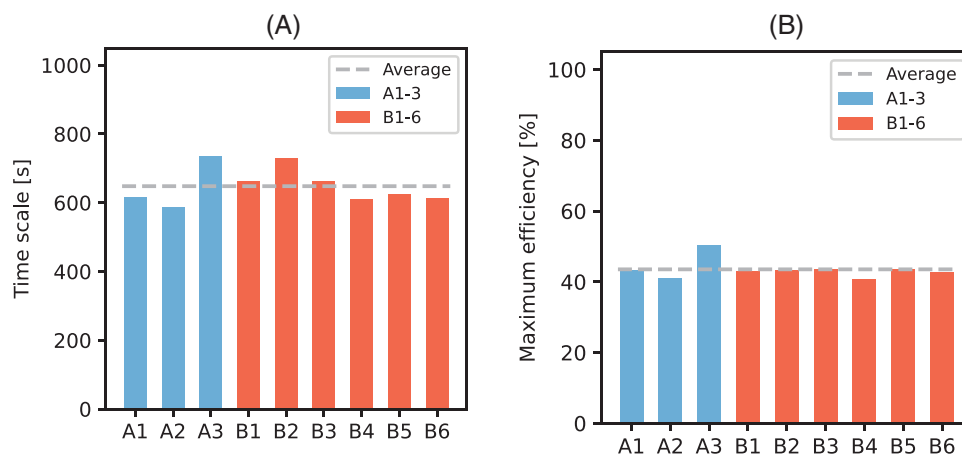 (A)
Time scale [s]
1000
800
600
400
200
0
Average
A1-3
B1-6
A1 A2 A3 B1 B2 B3 B4 B5 B6
(B)
Maximum efficiency [%]
100
80
60
40
20
0
Average
A1-3
B1-6
A1 A2 A3 B1 B2 B3 B4 B5 B6